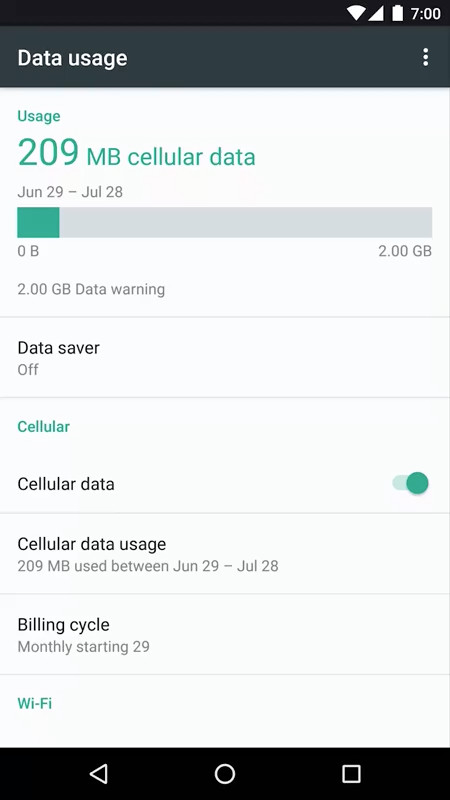 7:00
Data usage
Usage
209 MB cellular data
Jun 29 – Jul 28
0 B 2.00 GB
2.00 GB Data warning
Data saver
Off
Cellular
Cellular data
Cellular data usage
209 MB used between Jun 29 – Jul 28
Billing cycle
Monthly starting 29
Wi-Fi